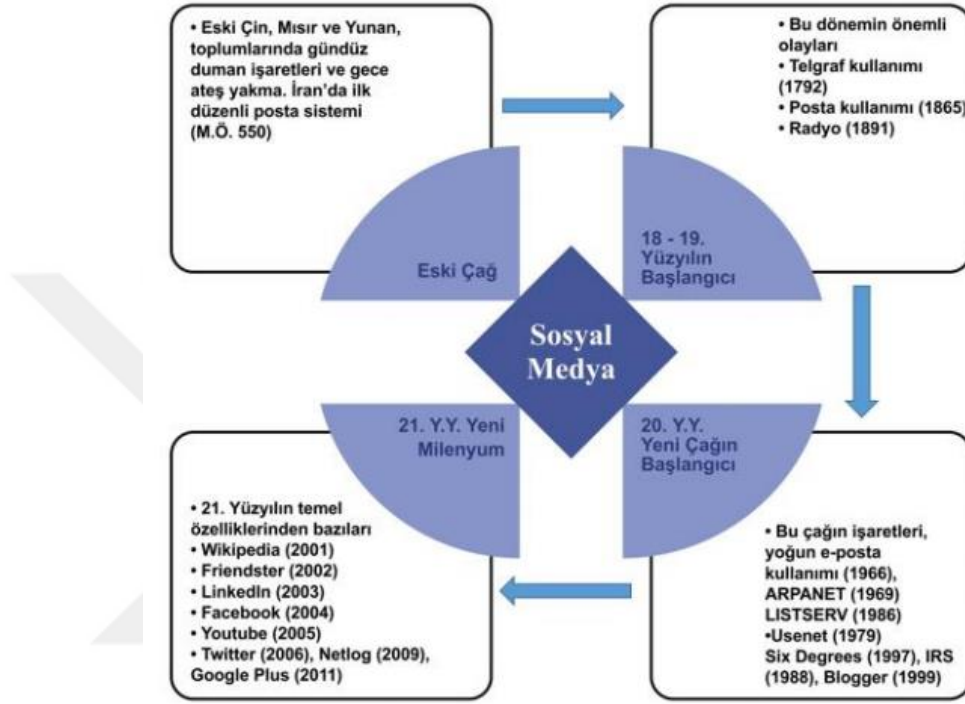 • Eski Çin, Mısır ve Yunan,
toplumlarında gündüz
duman işaretleri ve gece
ateş yakma. İran'da ilk
düzenli posta sistemi
(M.Ö. 550)
Eski Çağ
• Bu dönemin önemli
olayları
• Telgraf kullanımı
(1792)
• Posta kullanımı (1865)
• Radyo (1891)
18 - 19.
Yüzyılın
Başlangıcı
Sosyal
Medya
20. Y.Y.
Yeni Çağın
Başlangıcı
• Bu çağın işaretleri,
yoğun e-posta
kullanımı (1966),
ARPANET (1969)
LISTSERV (1986)
•Usenet (1979)
Six Degrees (1997), IRS
(1988), Blogger (1999)
21. Y.Y. Yeni
Milenyum
• 21. Yüzyılın temel
özelliklerinden bazıları
• Wikipedia (2001)
• Friendster (2002)
• LinkedIn (2003)
• Facebook (2004)
• Youtube (2005)
• Twitter (2006), Netlog (2009),
Google Plus (2011)